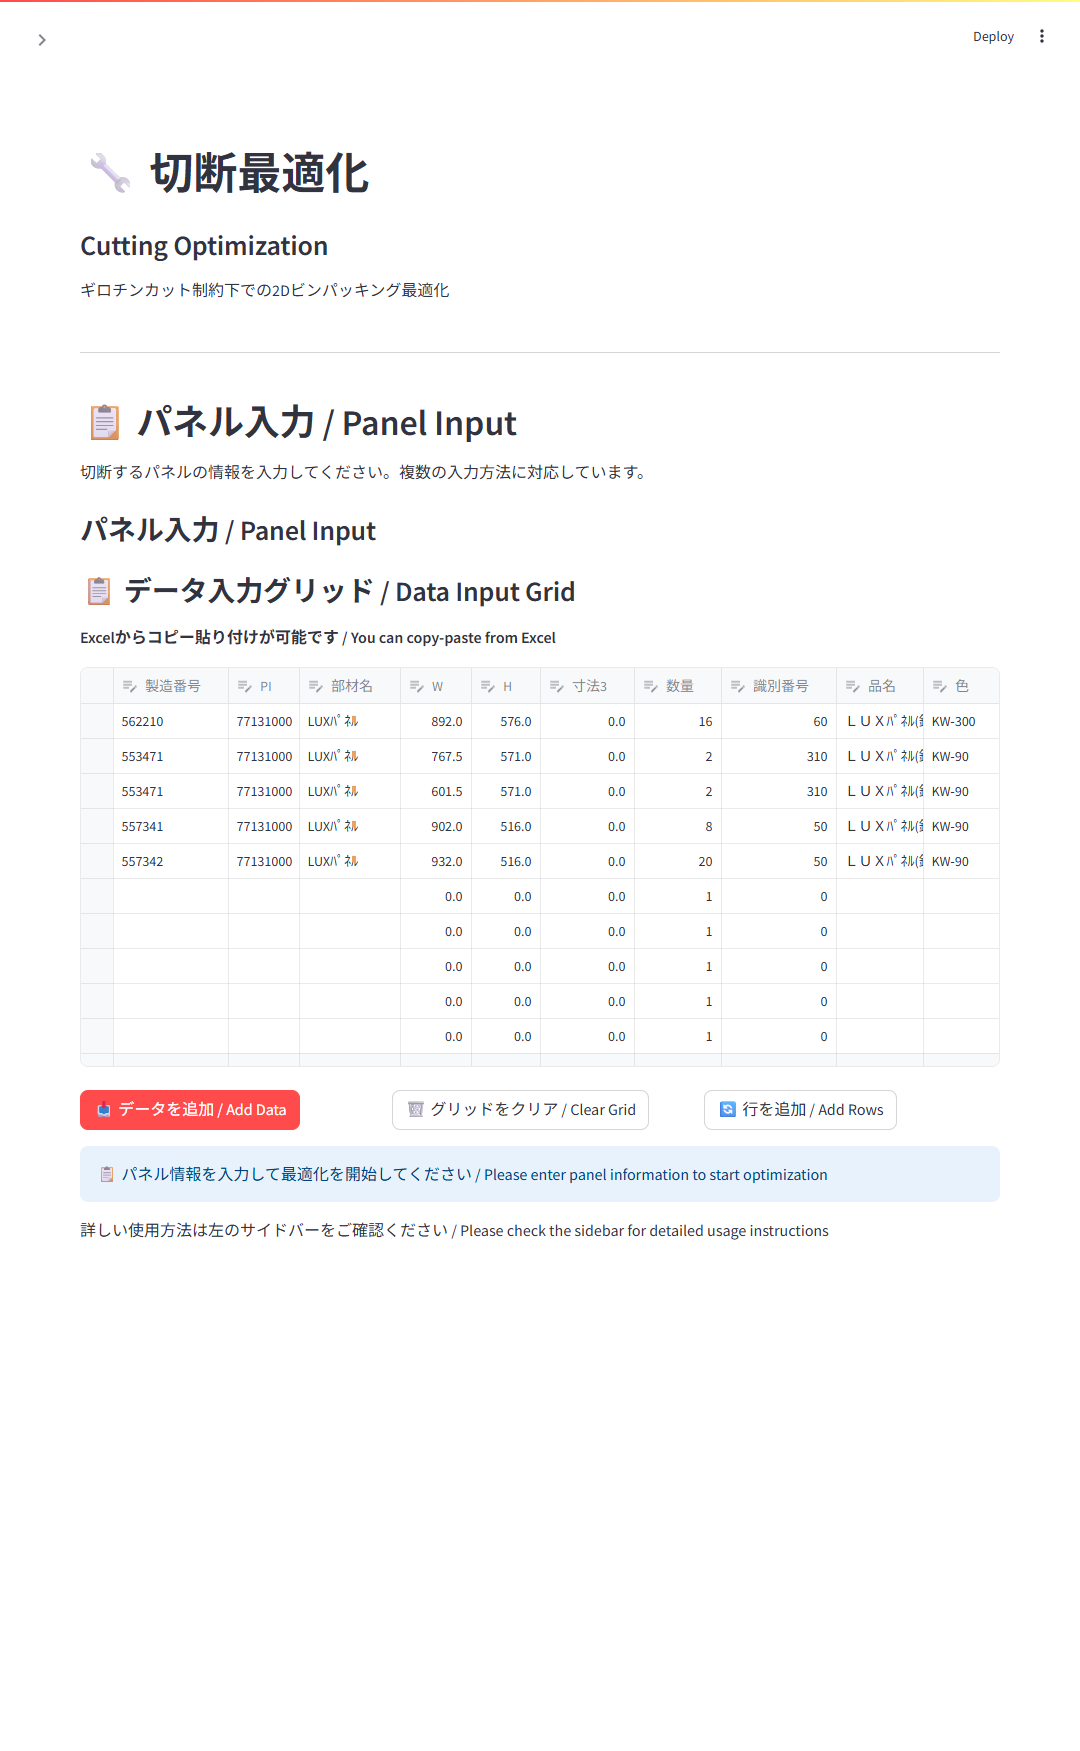 Deploy
切断最適化
Cutting Optimization
ギロチンカット制約下での2Dビンパッキング最適化
パネル入力 / Panel Input
切断するパネルの情報を入力してください。複数の入力方法に対応しています。
パネル入力 / Panel Input
データ入力グリッド / Data Input Grid
Excelからコピー貼り付けが可能です / You can copy-paste from Excel
製造番号 PI 部材名 W H 寸法3 数量 識別番号 品名 色
562210 77131000 LUXﾊﾟﾈﾙ 892.0 576.0 0.0 16 60 ＬＵＸﾊﾟﾈﾙ( KW-300
553471 77131000 LUXﾊﾟﾈﾙ 767.5 571.0 0.0 2 310 ＬＵＸﾊﾟﾈﾙ( KW-90
553471 77131000 LUXﾊﾟﾈﾙ 601.5 571.0 0.0 2 310 ＬＵＸﾊﾟﾈﾙ( KW-90
557341 77131000 LUXﾊﾟﾈﾙ 902.0 516.0 0.0 8 50 ＬＵＸﾊﾟﾈﾙ( KW-90
557342 77131000 LUXﾊﾟﾈﾙ 932.0 516.0 0.0 20 50 ＬＵＸﾊﾟﾈﾙ( KW-90
0.0 0.0 0.0 1 0
0.0 0.0 0.0 1 0
0.0 0.0 0.0 1 0
0.0 0.0 0.0 1 0
0.0 0.0 0.0 1 0
データを追加 / Add Data
グリッドをクリア / Clear Grid
行を追加 / Add Rows
パネル情報を入力して最適化を開始してください / Please enter panel information to start optimization
詳しい使用方法は左のサイドバーをご確認ください / Please check the sidebar for detailed usage instructions